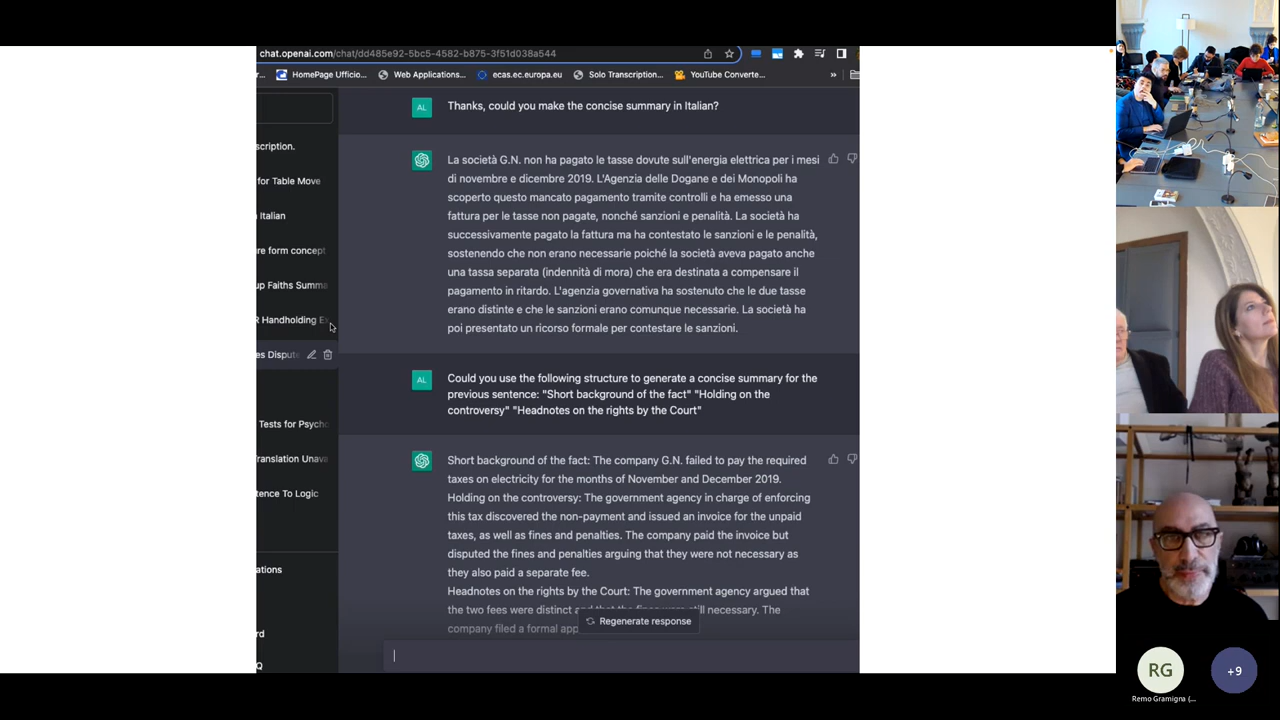 chat.openai.com/chat/dd485e92-5bc5-4582-b875-3f51d038a544
HomePage Ufficio... Web Applications... ecas.ec.europa.eu Solo Transcription... YouTube Converte... »
scription.
for Table Move
Italian
re form concept
up Faiths Summa
R Handholding
es Dispute
Tests for Psycho
Translation Unava
tence To Logic
ations
rd
Q
AL
Thanks, could you make the concise summary in Italian?
La società G.N. non ha pagato le tasse dovute sull'energia elettrica per i mesi
di novembre e dicembre 2019. L'Agenzia delle Dogane e dei Monopoli ha
scoperto questo mancato pagamento tramite controlli e ha emesso una
fattura per le tasse non pagate, nonché sanzioni e penalità. La società ha
successivamente pagato la fattura ma ha contestato le sanzioni e le penalità,
sostenendo che non erano necessarie poiché la società aveva pagato anche
una tassa separata (indennità di mora) che era destinata a compensare il
pagamento in ritardo. L'agenzia governativa ha sostenuto che le due tasse
erano distinte e che le sanzioni erano comunque necessarie. La società ha
poi presentato un ricorso formale per contestare le sanzioni.
AL
Could you use the following structure to generate a concise summary for the
previous sentence: "Short background of the fact" "Holding on the
controversy" "Headnotes on the rights by the Court"
Short background of the fact: The company G.N. failed to pay the required
taxes on electricity for the months of November and December 2019.
Holding on the controversy: The government agency in charge of enforcing
this tax discovered the non-payment and issued an invoice for the unpaid
taxes, as well as fines and penalties. The company paid the invoice but
disputed the fines and penalties arguing that they were not necessary as
they also paid a separate fee.
Headnotes on the rights by the Court: The government agency argued that
the two fees were distinct and that the fines were still necessary. The
company filed a formal app
Regenerate response
RG
+9
Remo Gramigna (...